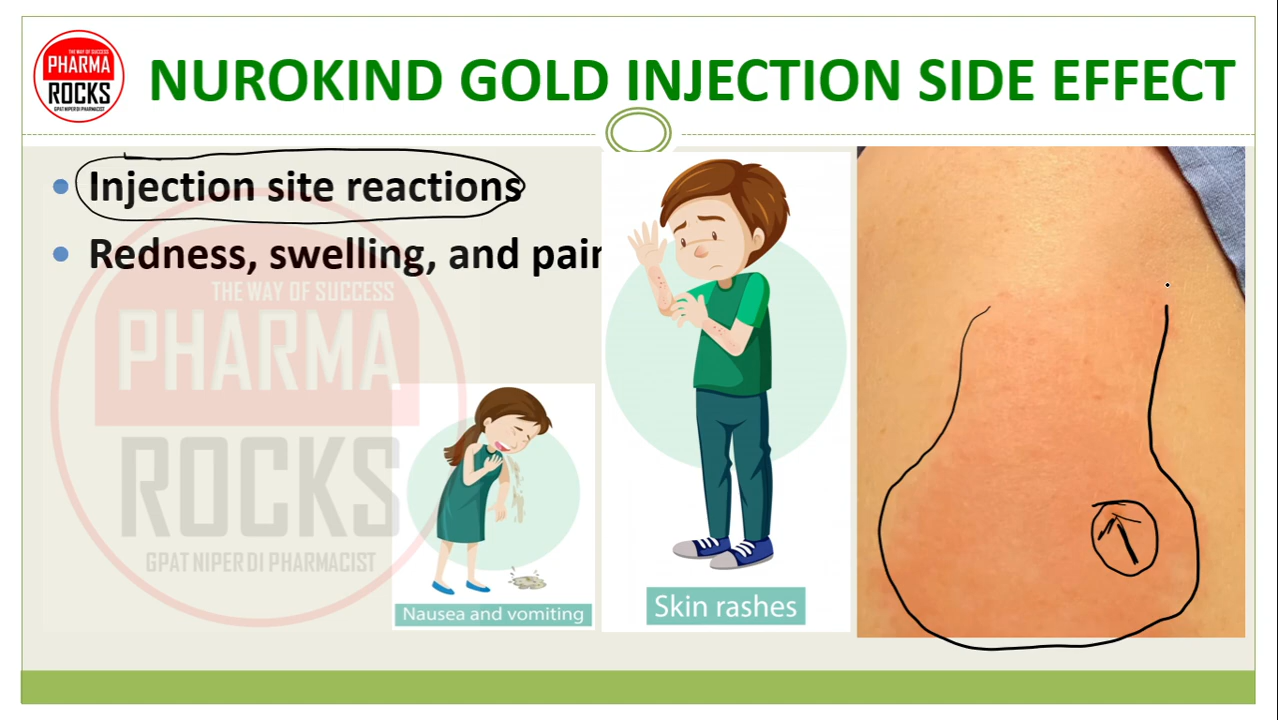 THE WAY OF SUCCESS
PHARMA
ROCKS
GPAT NIPER DI PHARMACIST
NUROKIND GOLD INJECTION SIDE EFFECT
Injection site reactions
Redness, swelling, and pain
THE WAY OF SUCCESS
PHARMA
ROCKS
GPAT NIPER DI PHARMACIST
Nausea and vomiting
Skin rashes